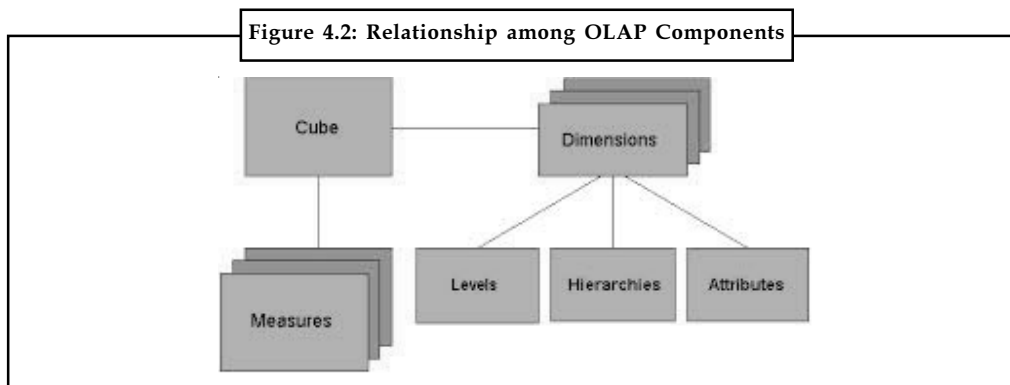 Figure 4.2: Relationship among OLAP Components
Cube
Dimensions
Levels
Hierarchies
Attributes
Measures